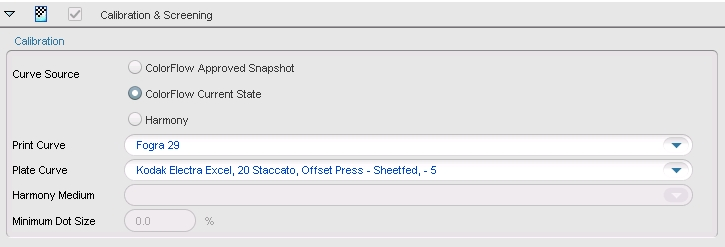 Calibration & Screening
Calibration
Curve Source
ColorFlow Approved Snapshot
ColorFlow Current State
Harmony
Print Curve Fogra 29
Plate Curve Kodak Electra Excel, 20 Staccato, Offset Press - Sheetfed, - 5
Harmony Medium
Minimum Dot Size 0.0 %